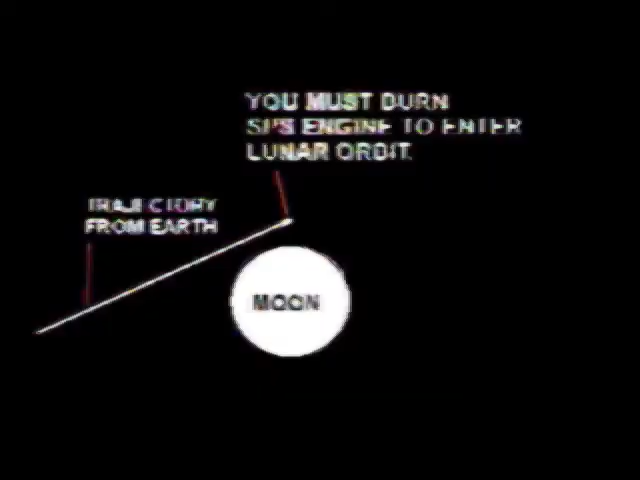 YOU MUST BURN
SPS ENGINE TO ENTER
LUNAR ORBIT.
TRAJECTORY
FROM EARTH
MOON